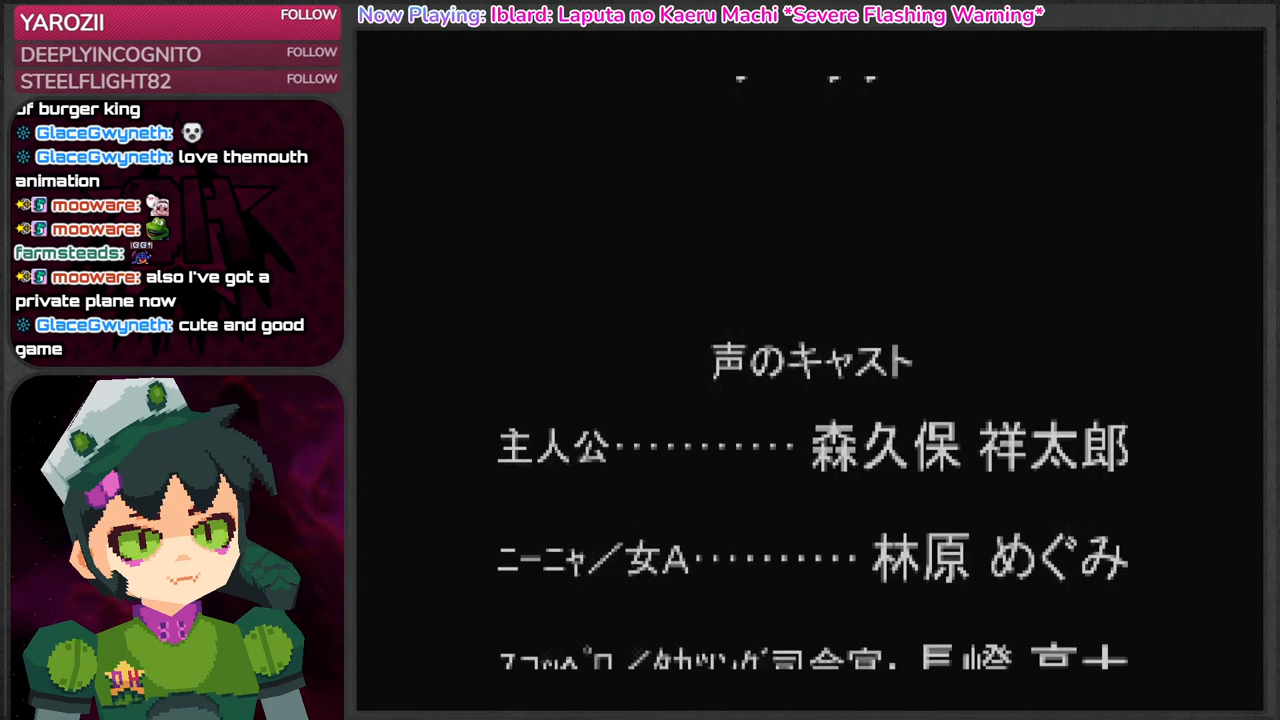 YAROZII
FOLLOW
DEEPLYINCOGNITO
FOLLOW
STEELFLIGHT82
FOLLOW
Now Playing: Iblard: Laputa no Kaeru Machi *Severe Flashing Warning*
of burger king
GlaceGwyneth:
GlaceGwyneth: love themouth
animation
mooware:
mooware:
farmsteads:
mooware: also I've got a
private plane now
GlaceGwyneth: cute and good
game
声のキャスト
主人公··········· 森久保 祥太郎
ニーニャ／女A·········· 林原 めぐみ